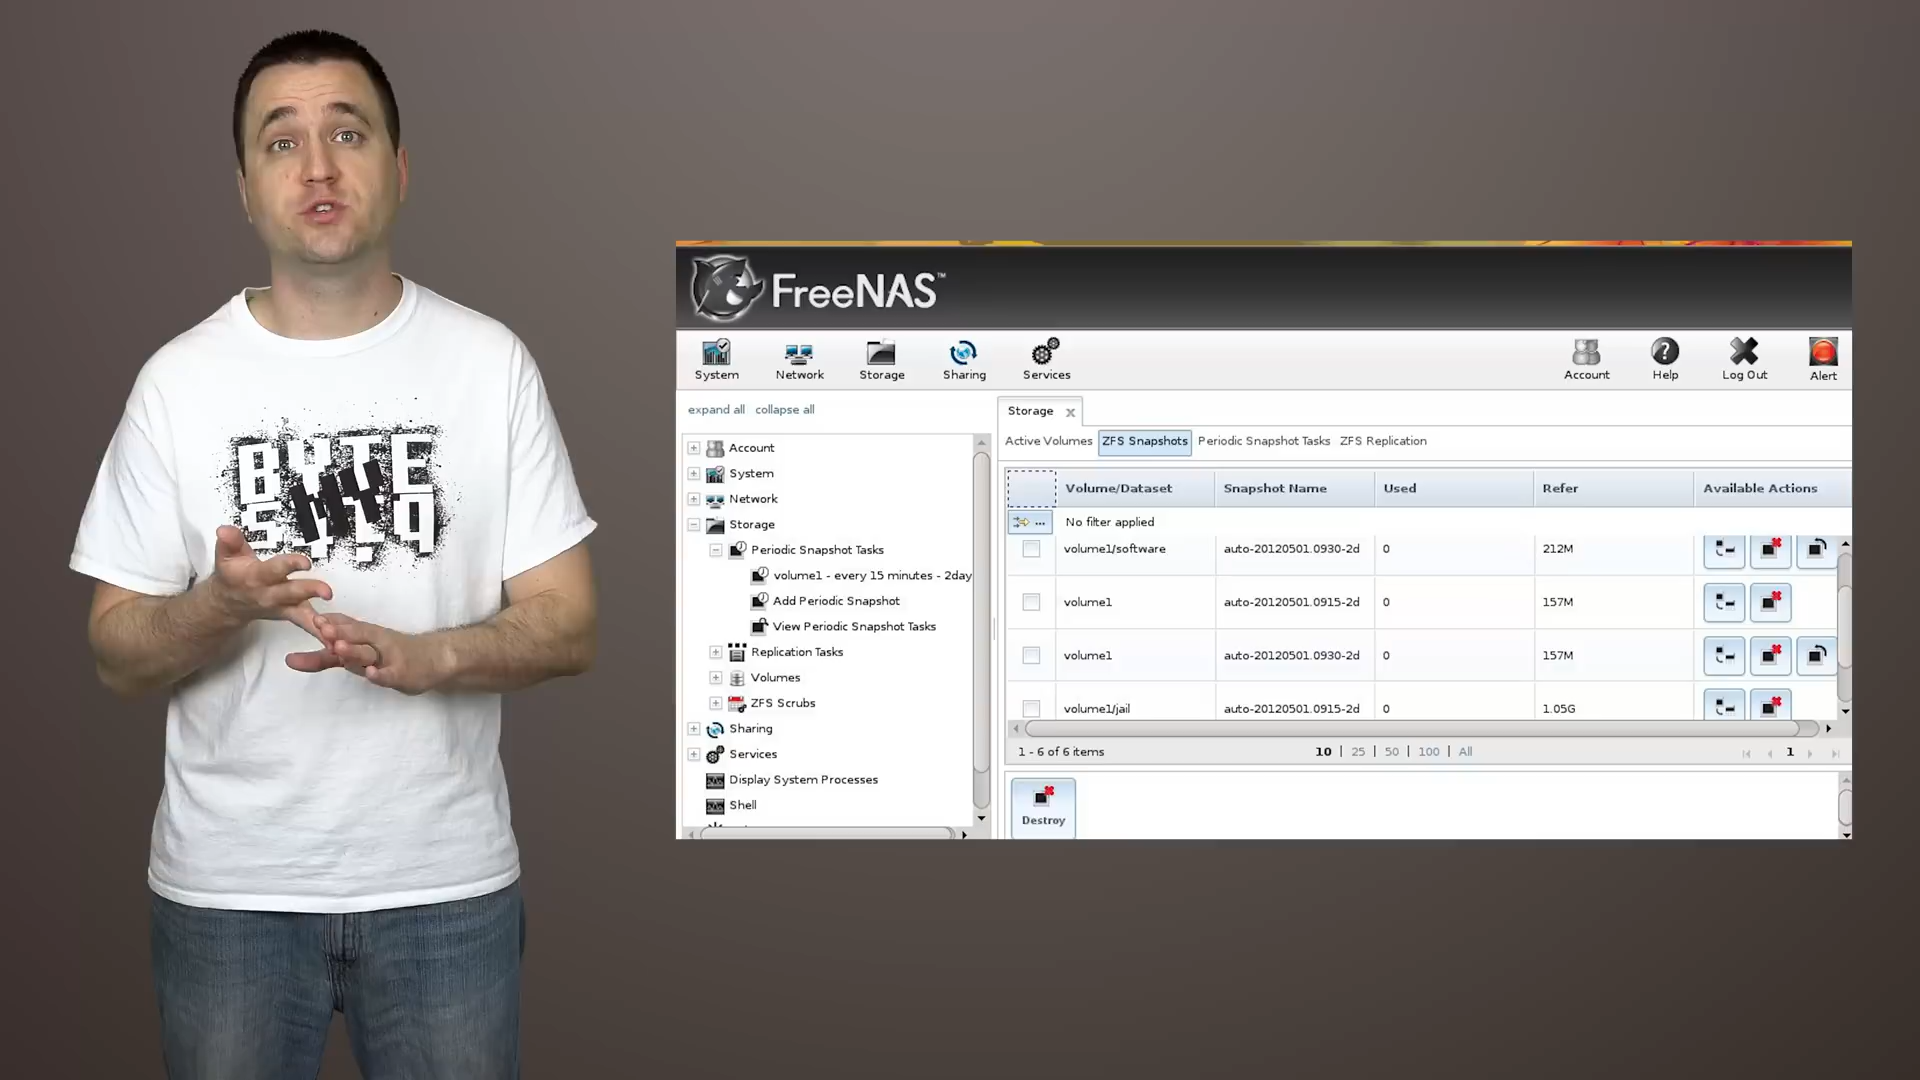 BYTE
MY
FreeNAS™
System
Network
Storage
Sharing
Services
Account
Help
Log Out
Alert
expand all collapse all
Account
System
Network
Storage
Periodic Snapshot Tasks
volume1 - every 15 minutes - 2day
Add Periodic Snapshot
View Periodic Snapshot Tasks
Replication Tasks
Volumes
ZFS Scrubs
Sharing
Services
Display System Processes
Shell
Storage x
Active Volumes ZFS Snapshots Periodic Snapshot Tasks ZFS Replication
Volume/Dataset Snapshot Name Used Refer Available Actions
... No filter applied
volume1/software auto-20120501.0930-2d 0 212M
volume1 auto-20120501.0915-2d 0 157M
volume1 auto-20120501.0930-2d 0 157M
volume1/jail auto-20120501.0915-2d 0 1.05G
1 - 6 of 6 items 10 | 25 | 50 | 100 | All 1
Destroy